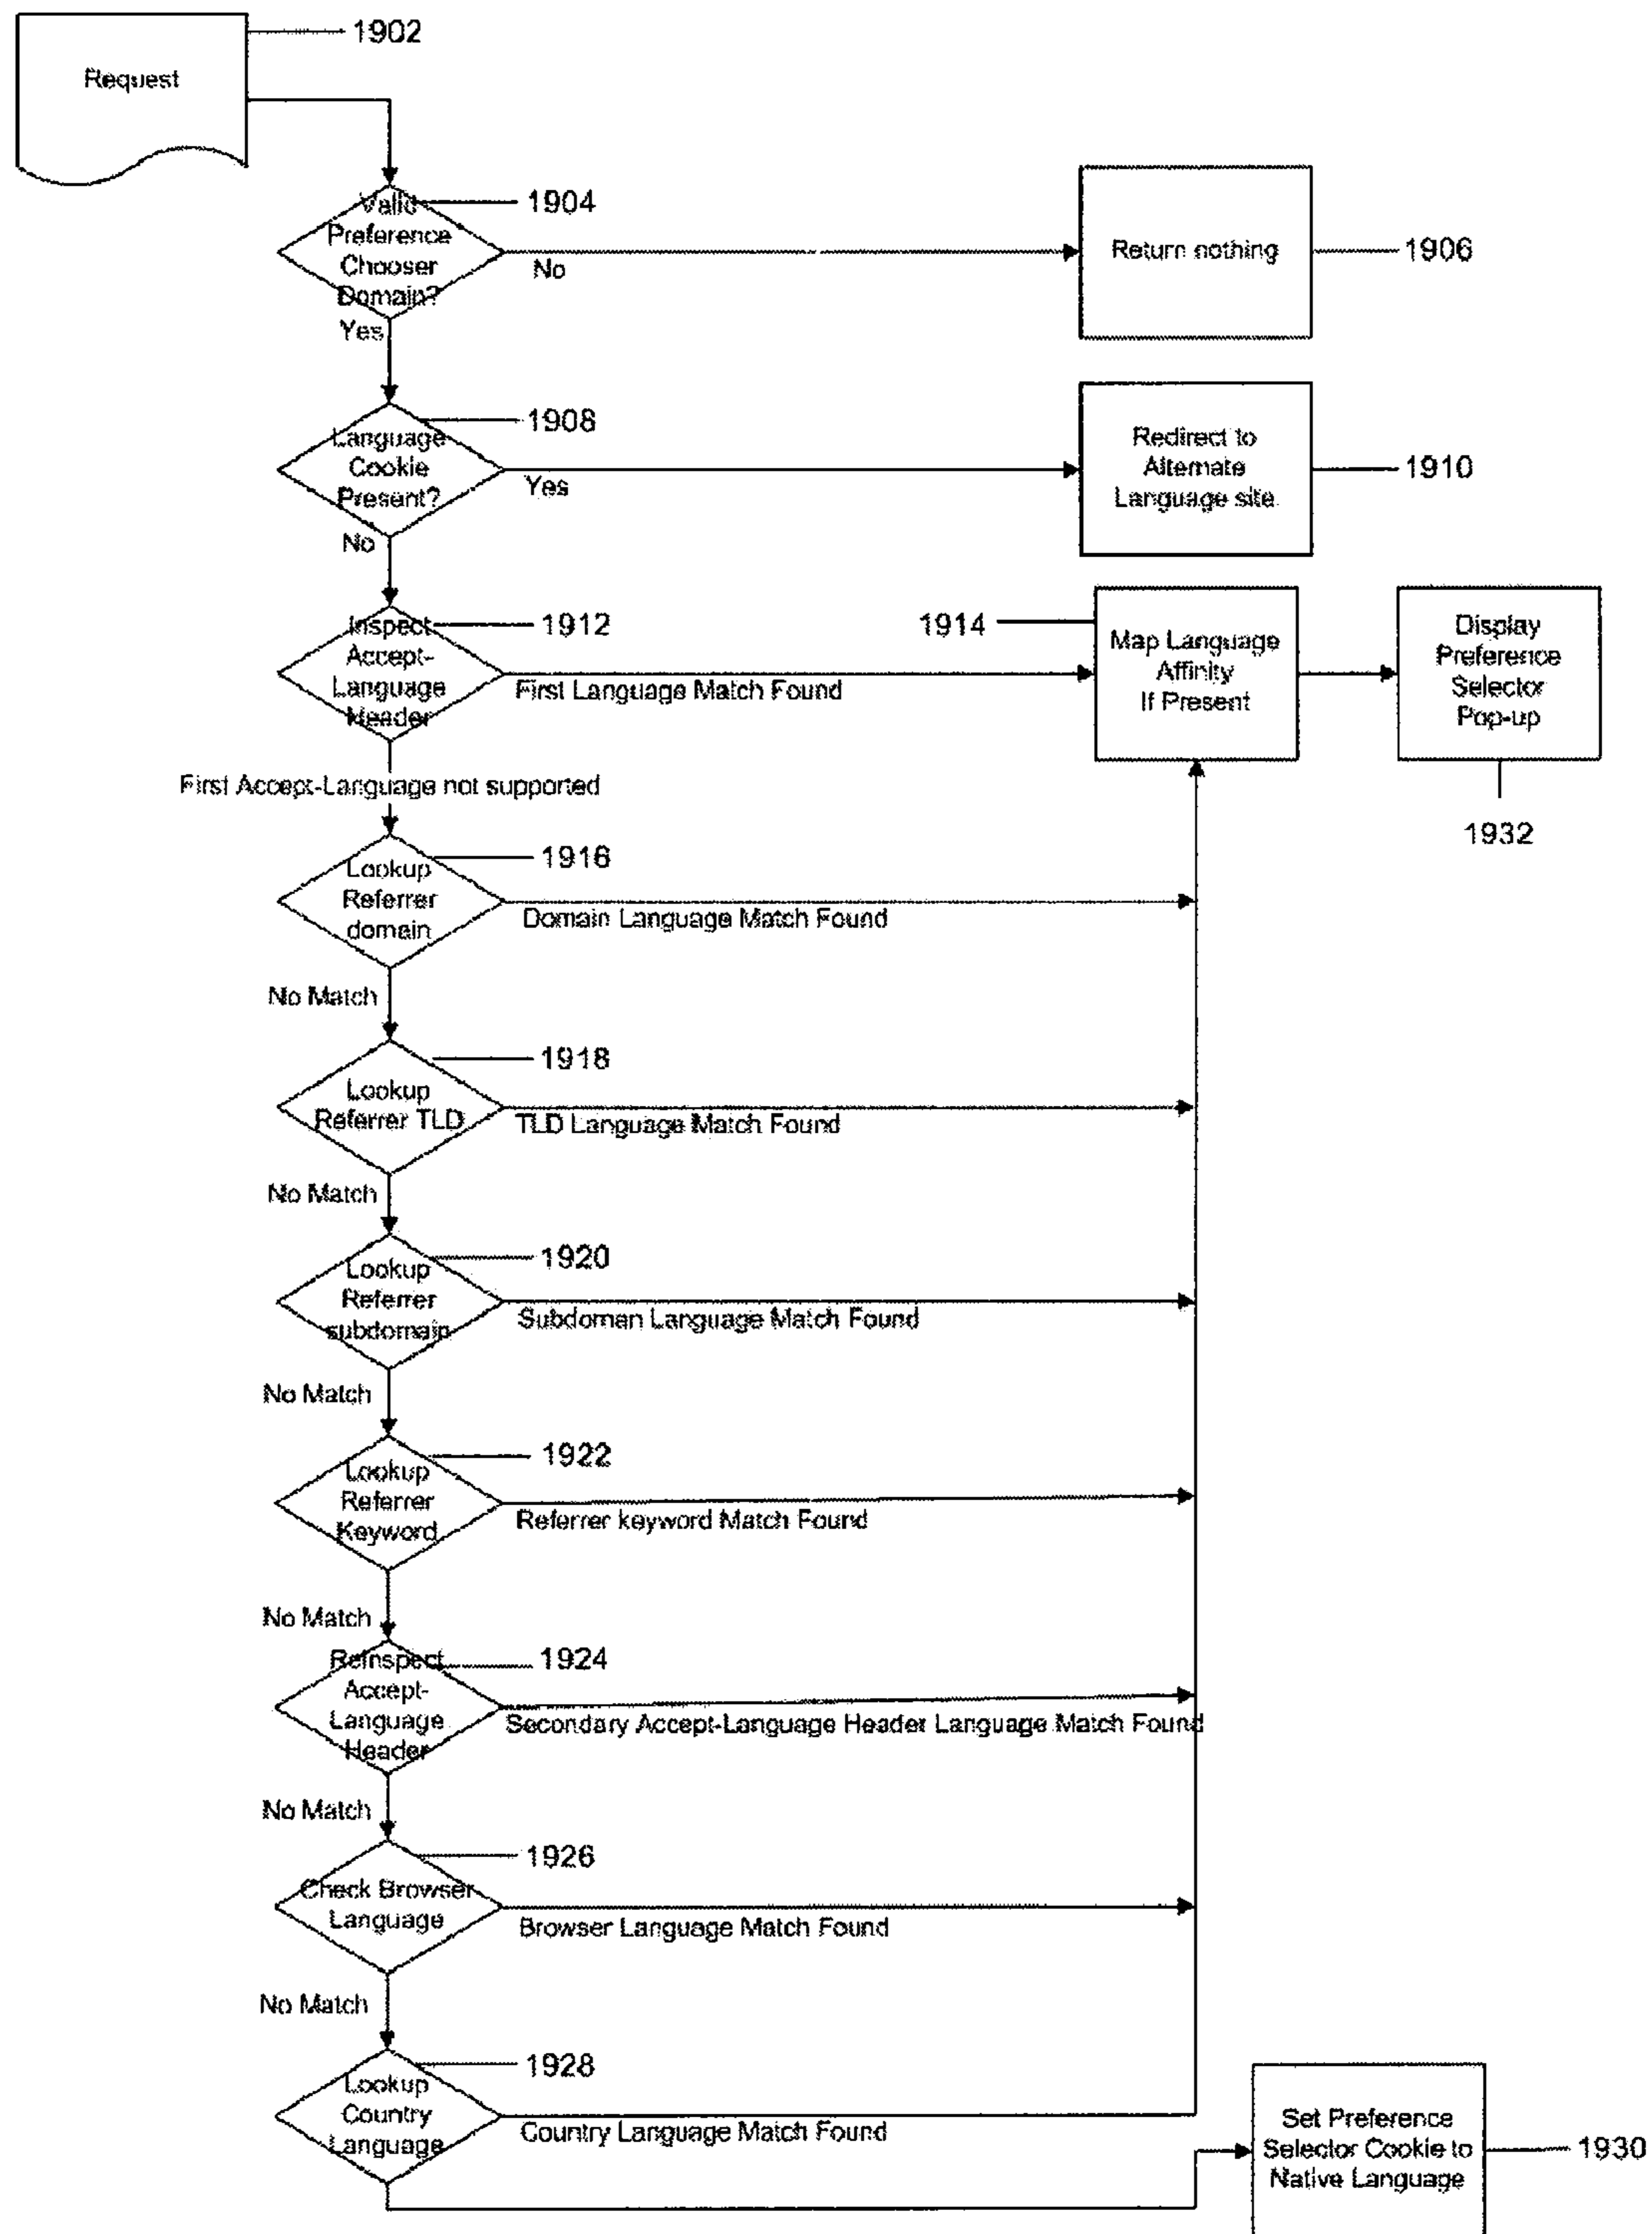 Request
1902
Valid
Preference
Chooser
Domain?
1904
No
Yes
Return nothing
1906
Language
Cookie
Present?
1908
Yes
No
Redirect to
Alternate
Language site
1910
Inspect
Accept-
Language
Header
1912
First Language Match Found
1914
Map Language
Affinity
If Present
Display
Preference
Selector
Pop-up
1932
First Accept-Language not supported
Lookup
Referrer
domain
1916
Domain Language Match Found
No Match
Lookup
Referrer TLD
1918
TLD Language Match Found
No Match
Lookup
Referrer
subdomain
1920
Subdoman Language Match Found
No Match
Lookup
Referrer
Keyword
1922
Referrer keyword Match Found
No Match
Reinspect
Accept-
Language
Header
1924
Secondary Accept-Language Header Language Match Found
No Match
Check Browser
Language
1926
Browser Language Match Found
No Match
Lookup
Country
Language
1928
Country Language Match Found
Set Preference
Selector Cookie to
Native Language
1930